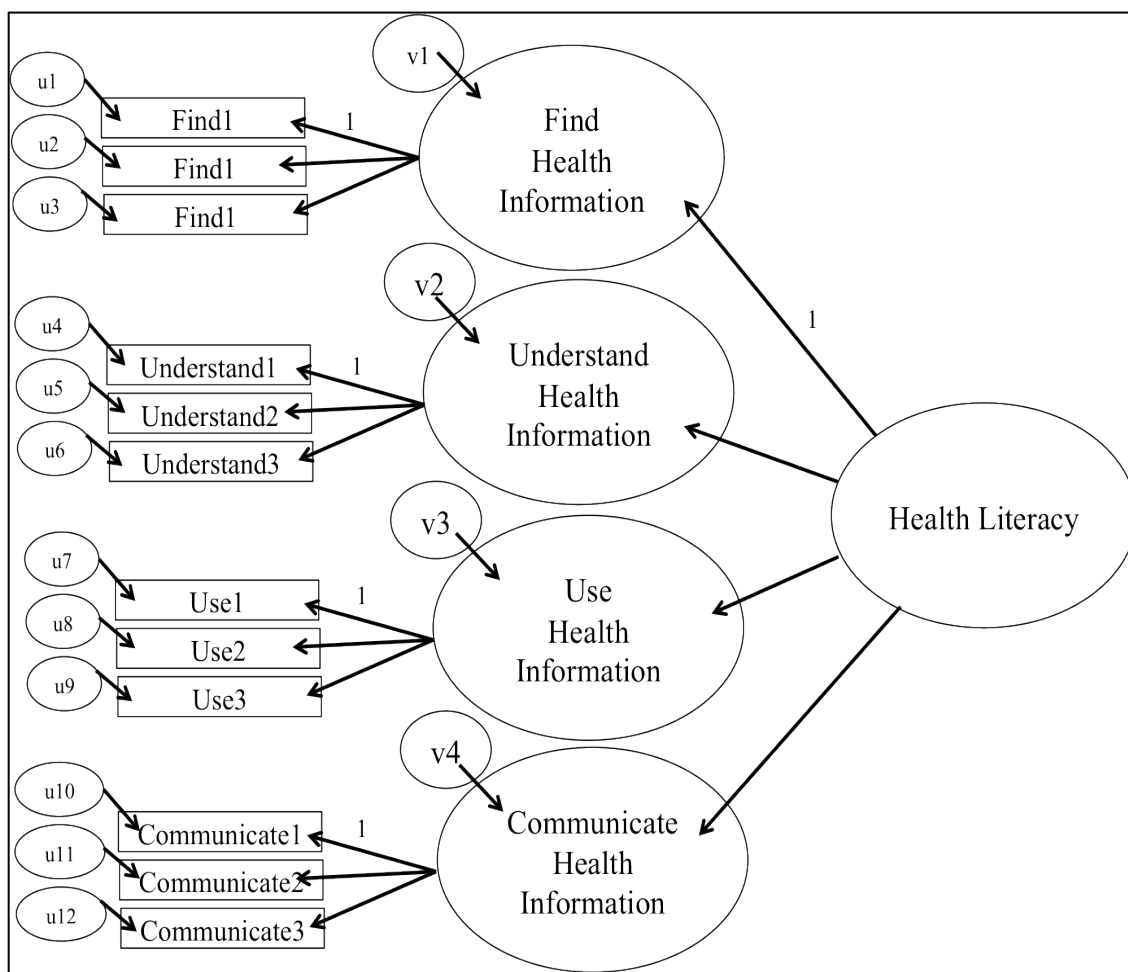 v1
u1
Find1
1
u2
Find1
u3
Find1
Find
Health
Information
v2
u4
Understand1
1
u5
Understand2
u6
Understand3
Understand
Health
Information
1
Health Literacy
v3
u7
Use1
1
u8
Use2
u9
Use3
Use
Health
Information
v4
u10
Communicate1
1
u11
Communicate2
u12
Communicate3
Communicate
Health
Information